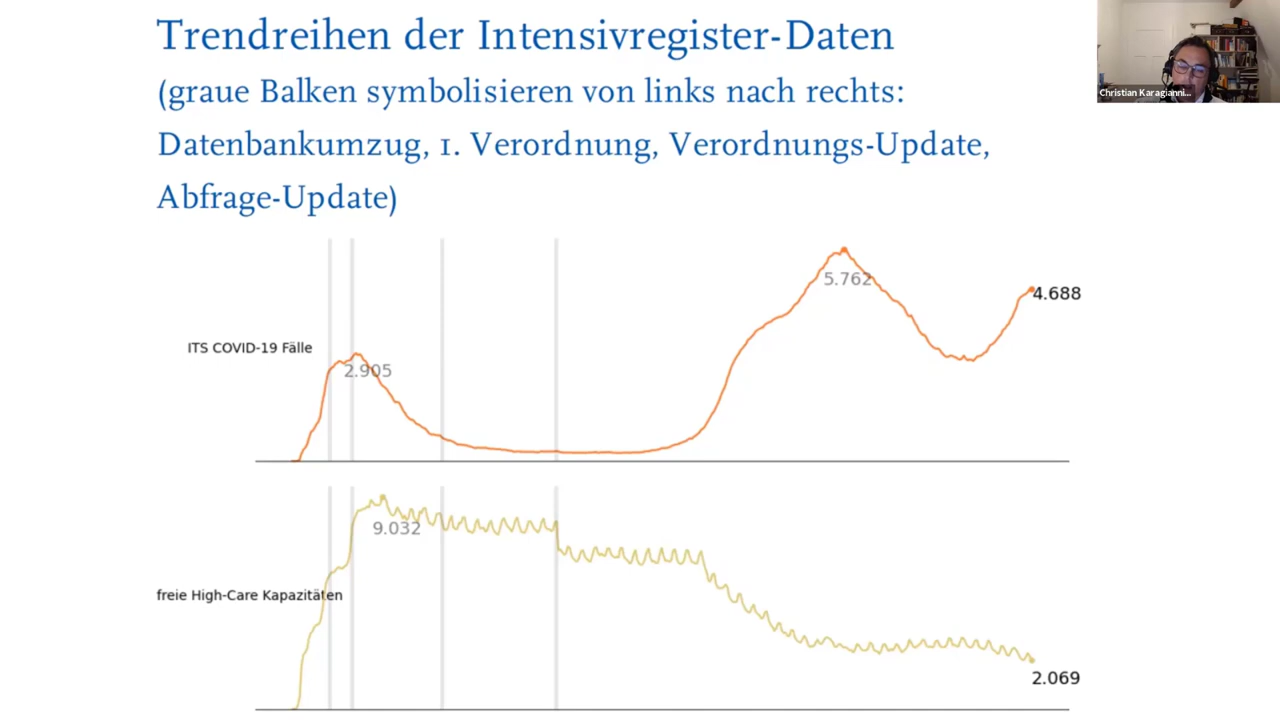 Trendreihen der Intensivregister-Daten
(graue Balken symbolisieren von links nach rechts:
Datenbankumzug, 1. Verordnung, Verordnungs-Update,
Abfrage-Update)
Christian Karagianni...
5.762
4.688
ITS COVID-19 Fälle
2.905
9.032
freie High-Care Kapazitäten
2.069